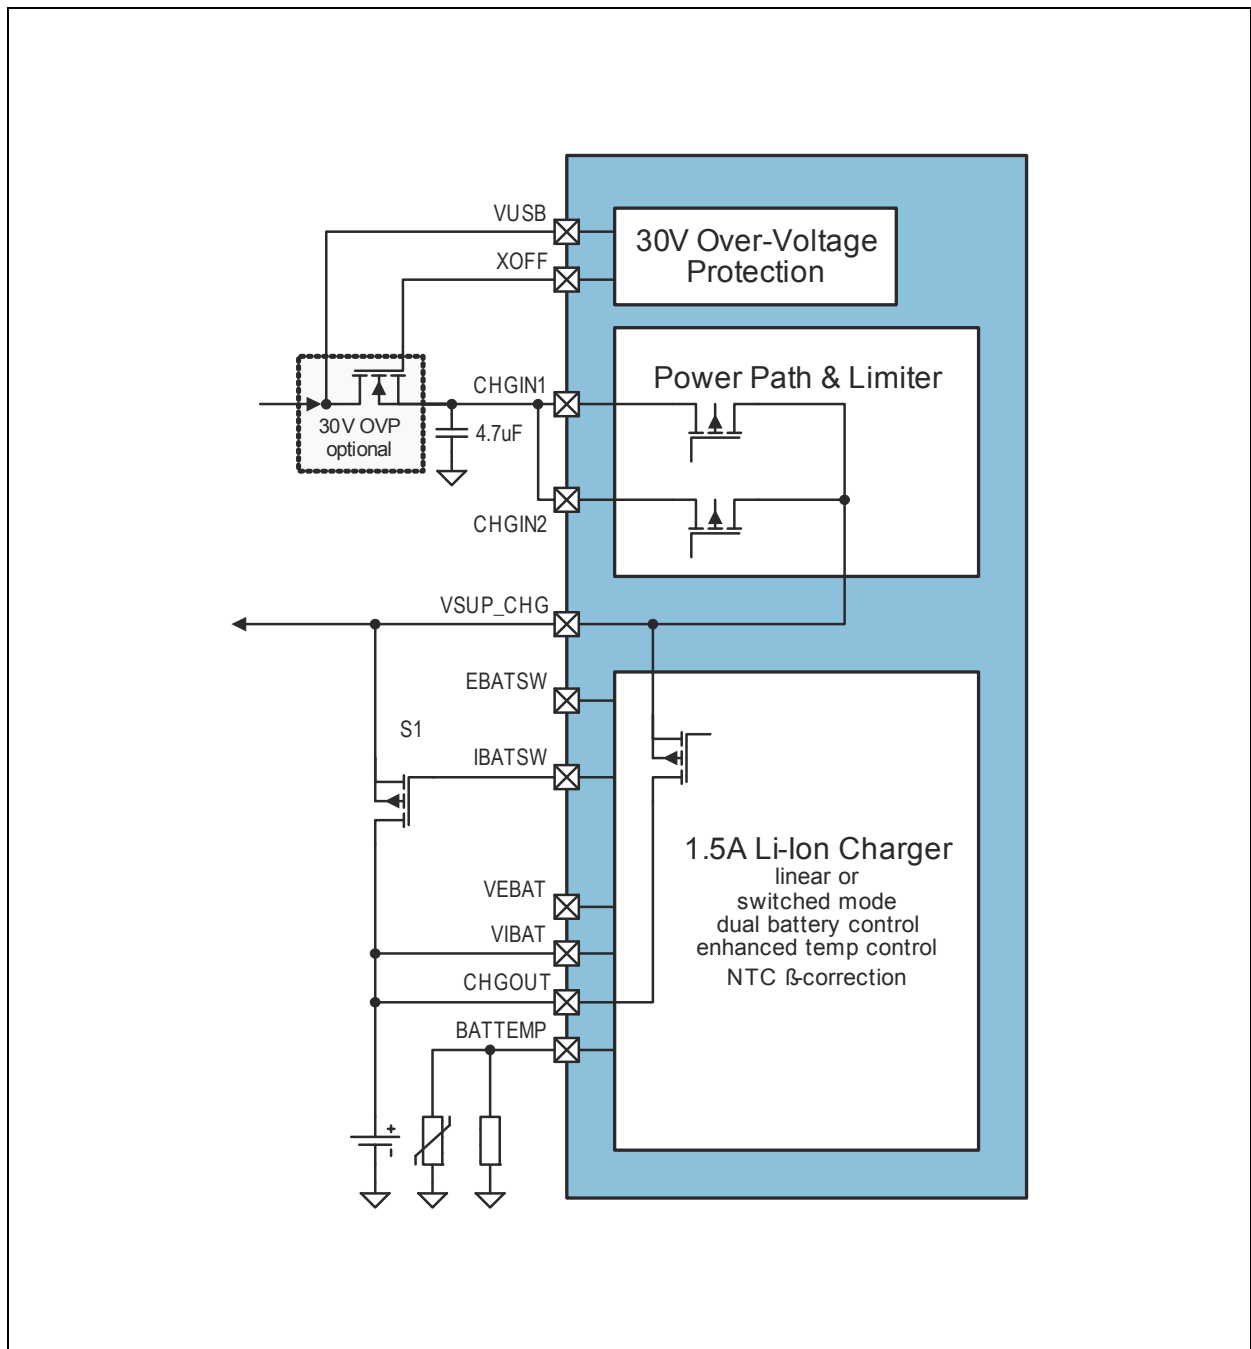 VUSB
XOFF
30V Over-Voltage
Protection
CHGIN1
Power Path & Limiter
30V OVP
optional
4.7uF
CHGIN2
VSUP_CHG
EBATSW
S1
IBATSW
1.5A Li-Ion Charger
linear or
switched mode
dual battery control
enhanced temp control
NTC ß-correction
VEBAT
VIBAT
CHGOUT
BATTEMP
+
-